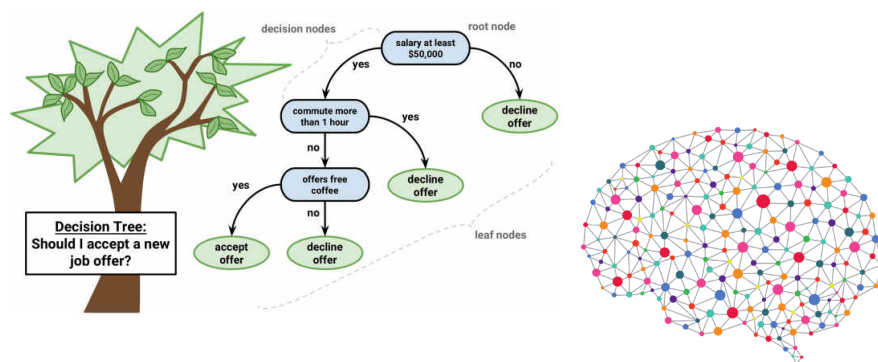 decision nodes
root node
salary at least
$50,000
yes
no
commute more
than 1 hour
decline
offer
yes
no
offers free
coffee
decline
offer
yes
no
Decision Tree:
Should I accept a new
job offer?
leaf nodes
accept
offer
decline
offer